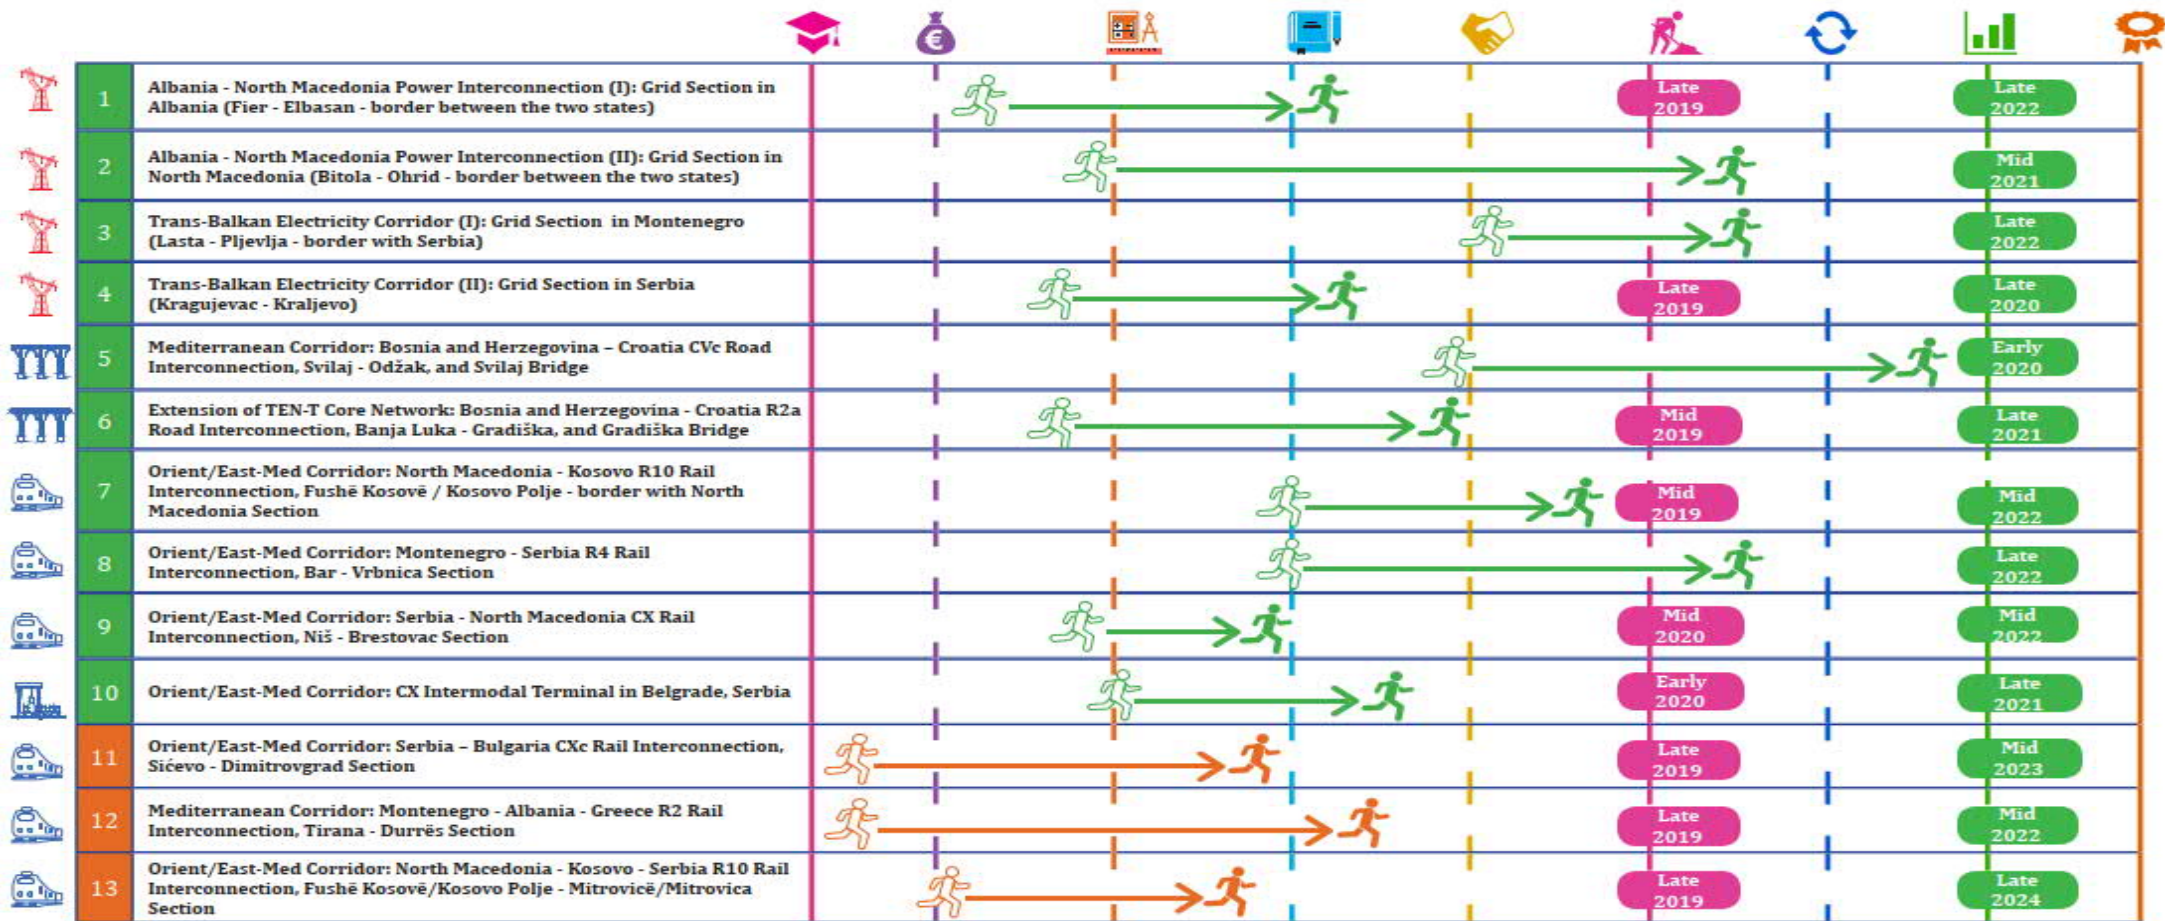 €
1
Albania - North Macedonia Power Interconnection (I): Grid Section in
Albania (Fier - Elbasan - border between the two states)
Late
2019
Late
2022
2
Albania - North Macedonia Power Interconnection (II): Grid Section in
North Macedonia (Bitola - Ohrid - border between the two states)
Mid
2021
3
Trans-Balkan Electricity Corridor (I): Grid Section in Montenegro
(Lasta - Pljevlja - border with Serbia)
Late
2022
4
Trans-Balkan Electricity Corridor (II): Grid Section in Serbia
(Kragujevac - Kraljevo)
Late
2019
Late
2020
5
Mediterranean Corridor: Bosnia and Herzegovina – Croatia CVc Road
Interconnection, Svilaj - Odžak, and Svilaj Bridge
Early
2020
6
Extension of TEN-T Core Network: Bosnia and Herzegovina - Croatia R2a
Road Interconnection, Banja Luka - Gradiška, and Gradiška Bridge
Mid
2019
Late
2021
7
Orient/East-Med Corridor: North Macedonia - Kosovo R10 Rail
Interconnection, Fushë Kosovë / Kosovo Polje - border with North
Macedonia Section
Mid
2019
Mid
2022
8
Orient/East-Med Corridor: Montenegro - Serbia R4 Rail
Interconnection, Bar - Vrbnica Section
Late
2022
9
Orient/East-Med Corridor: Serbia - North Macedonia CX Rail
Interconnection, Niš - Brestovac Section
Mid
2020
Mid
2022
10
Orient/East-Med Corridor: CX Intermodal Terminal in Belgrade, Serbia
Early
2020
Late
2021
11
Orient/East-Med Corridor: Serbia – Bulgaria CXc Rail Interconnection,
Sićevo - Dimitrovgrad Section
Late
2019
Mid
2023
12
Mediterranean Corridor: Montenegro - Albania - Greece R2 Rail
Interconnection, Tirana - Durrës Section
Late
2019
Mid
2022
13
Orient/East-Med Corridor: North Macedonia - Kosovo - Serbia R10 Rail
Interconnection, Fushë Kosovë/Kosovo Polje - Mitrovicë/Mitrovica
Section
Late
2019
Late
2024